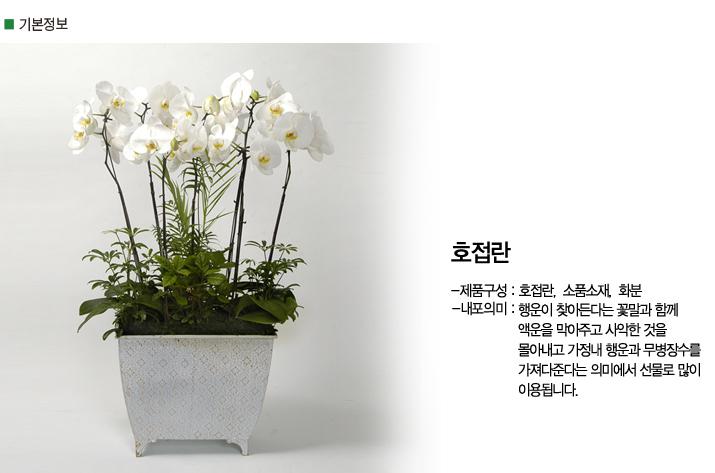 ■ 기본정보
호접란
-제품구성 : 호접란, 소품소재, 화분
-내포의미 : 행운이 찾아든다는 꽃말과 함께
액운을 막아주고 사악한 것을
몰아내고 가정내 행운과 무병장수를
가져다준다는 의미에서 선물로 많이
이용됩니다.